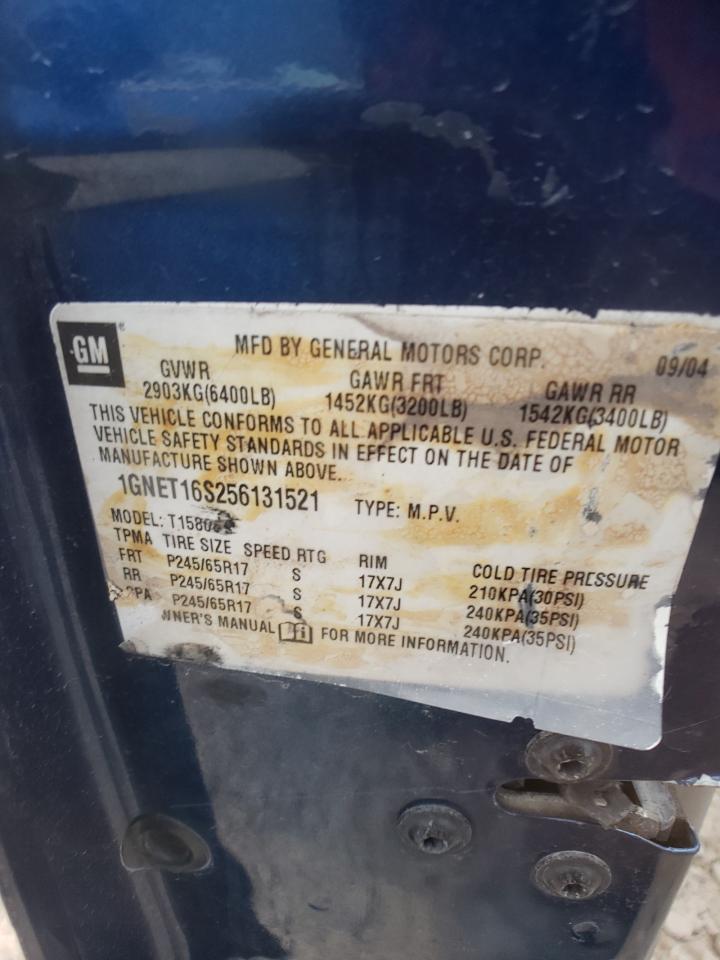 GM ® MFD BY GENERAL MOTORS CORP. 09/04
GVWR GAWR FRT GAWR RR
2903KG(6400LB) 1452KG(3200LB) 1542KG(3400LB)
THIS VEHICLE CONFORMS TO ALL APPLICABLE U.S. FEDERAL MOTOR
VEHICLE SAFETY STANDARDS IN EFFECT ON THE DATE OF
MANUFACTURE SHOWN ABOVE.
1GNET16S256131521 TYPE: M.P.V.
MODEL:
TPMA TIRE SIZE SPEED RTG RIM COLD TIRE PRESSURE
FRT P245/65R17 S 17X7J 210KPA(30PSI)
RR P245/65R17 S 17X7J 240KPA(35PSI)
P245/65R17 S 17X7J 240KPA(35PSI)
WNER'S MANUAL FOR MORE INFORMATION.